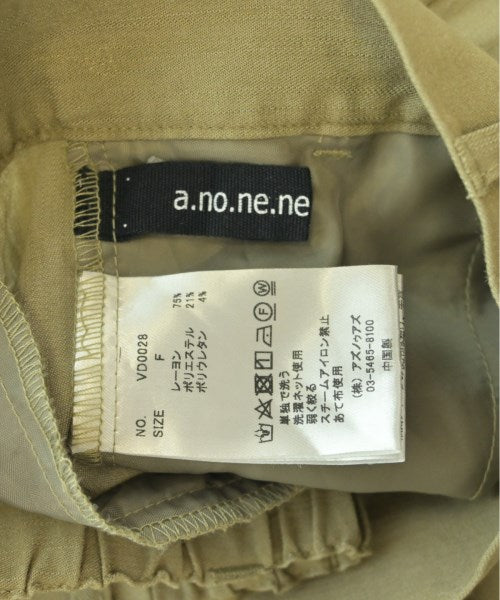 a.no.ne.ne
NO. VD0028
SIZE F
レーヨン 75%
ポリエステル 21%
ポリウレタン 4%
単独で洗う
洗濯ネット使用
弱く絞る
スチームアイロン禁止
あて布使用
(株) アズノゥアズ
03-5465-8100
中国製